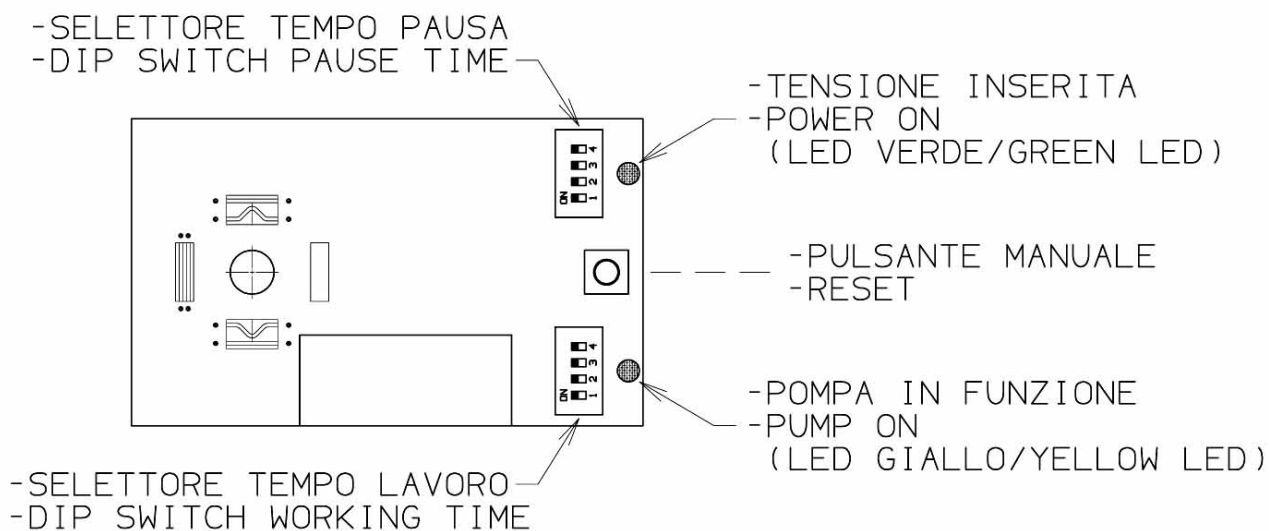 -SELETTORE TEMPO PAUSA
-DIP SWITCH PAUSE TIME
-TENSIONE INSERITA
-POWER ON
(LED VERDE/GREEN LED)
4
3
2
ON 1
-PULSANTE MANUALE
-RESET
4
3
2
ON 1
-POMPA IN FUNZIONE
-PUMP ON
(LED GIALLO/YELLOW LED)
-SELETTORE TEMPO LAVORO
-DIP SWITCH WORKING TIME